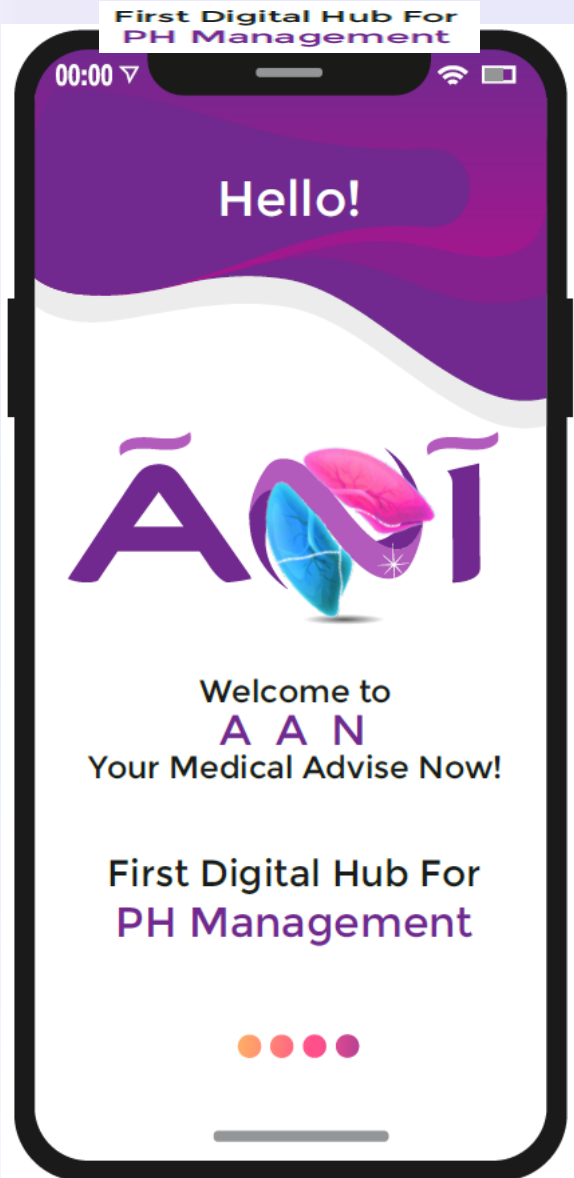 First Digital Hub For
PH Management
00:00
Hello!
ÃNĨ
Welcome to
A A N
Your Medical Advise Now!
First Digital Hub For
PH Management